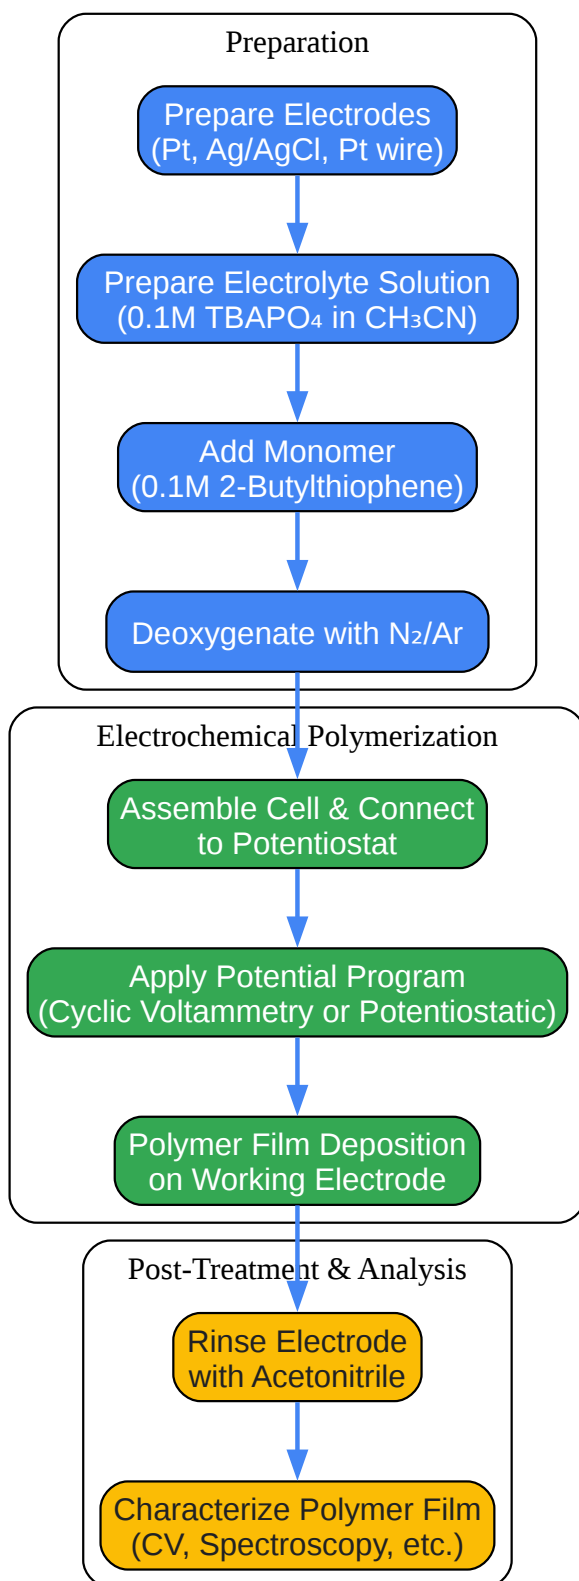 Preparation
Prepare Electrodes
(Pt, Ag/AgCl, Pt wire)
Prepare Electrolyte Solution
(0.1M TBAPO₄ in CH₃CN)
Add Monomer
(0.1M 2-Butylthiophene)
Deoxygenate with N₂/Ar
Electrochemical Polymerization
Assemble Cell & Connect
to Potentiostat
Apply Potential Program
(Cyclic Voltammetry or Potentiostatic)
Polymer Film Deposition
on Working Electrode
Post-Treatment & Analysis
Rinse Electrode
with Acetonitrile
Characterize Polymer Film
(CV, Spectroscopy, etc.)